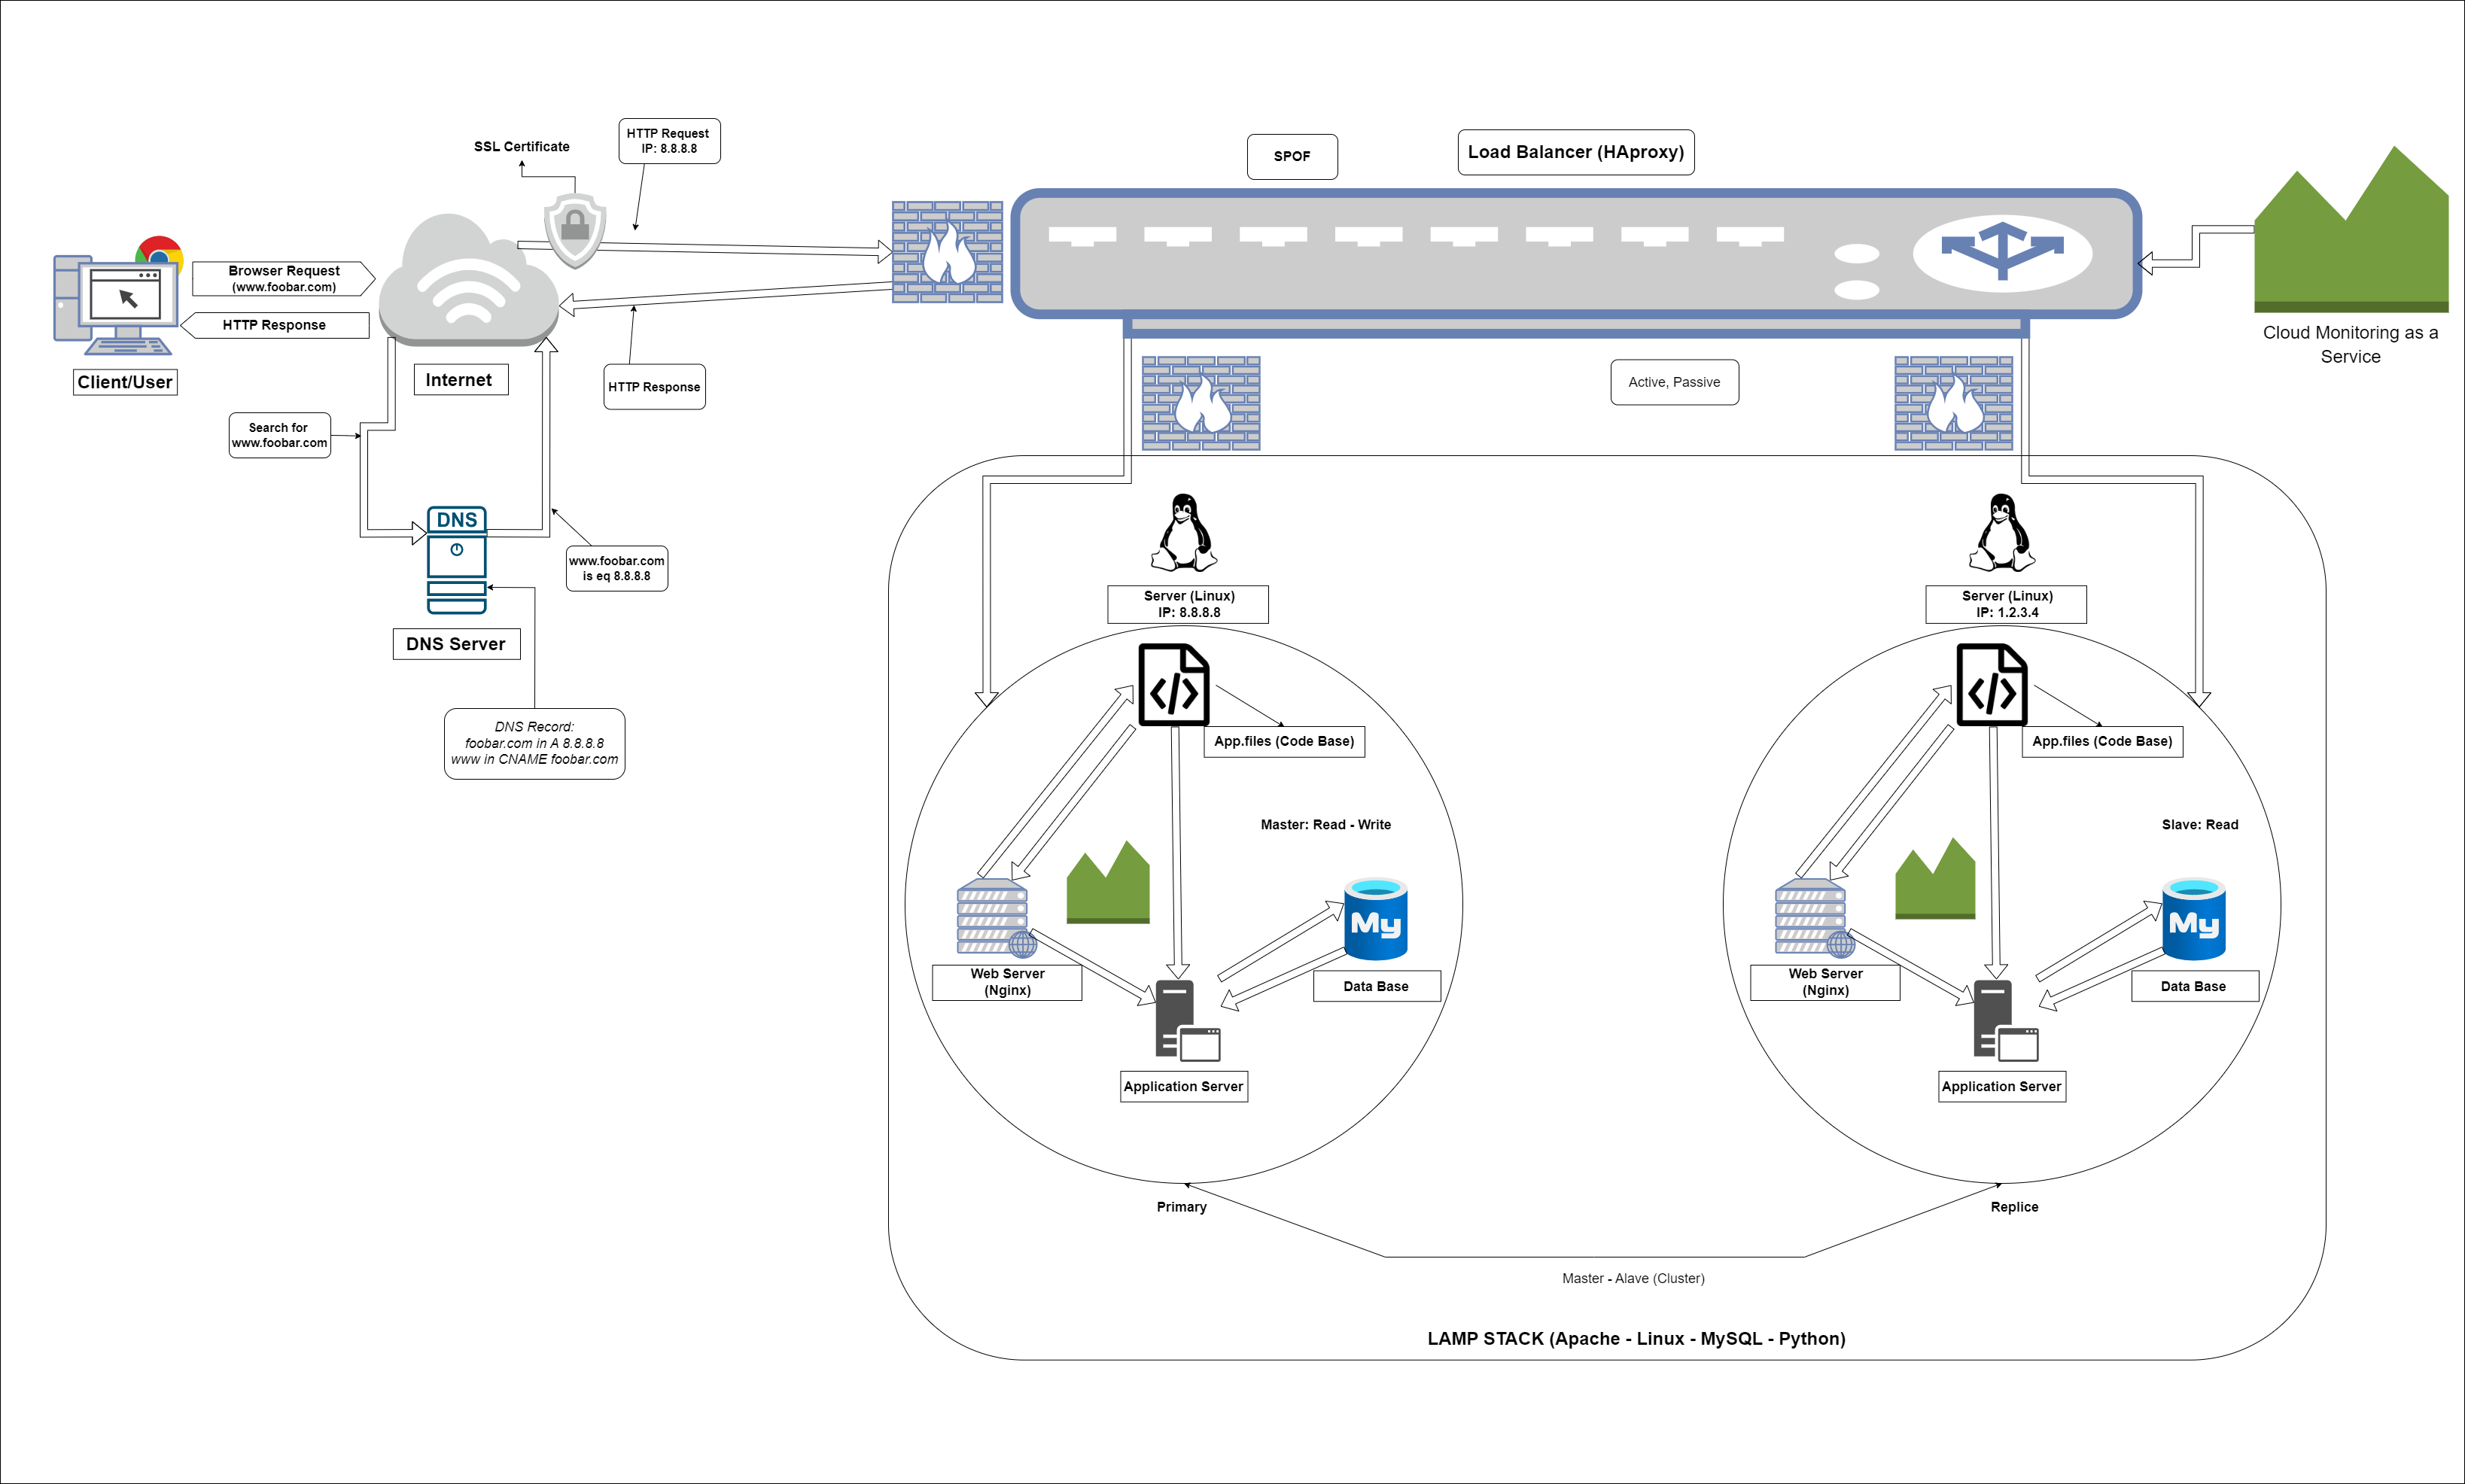 SSL Certificate
HTTP Request
IP: 8.8.8.8
SPOF
Load Balancer (HAproxy)
Browser Request
(www.foobar.com)
HTTP Response
Client/User
Internet
HTTP Response
Cloud Monitoring as a
Service
Active, Passive
Search for
www.foobar.com
DNS
www.foobar.com
is eq 8.8.8.8
DNS Server
DNS Record:
foobar.com in A 8.8.8.8
www in CNAME foobar.com
Server (Linux)
IP: 8.8.8.8
App.files (Code Base)
Master: Read - Write
My
Web Server
(Nginx)
Data Base
Application Server
Primary
Server (Linux)
IP: 1.2.3.4
App.files (Code Base)
Slave: Read
My
Web Server
(Nginx)
Data Base
Application Server
Replice
Master - Alave (Cluster)
LAMP STACK (Apache - Linux - MySQL - Python)